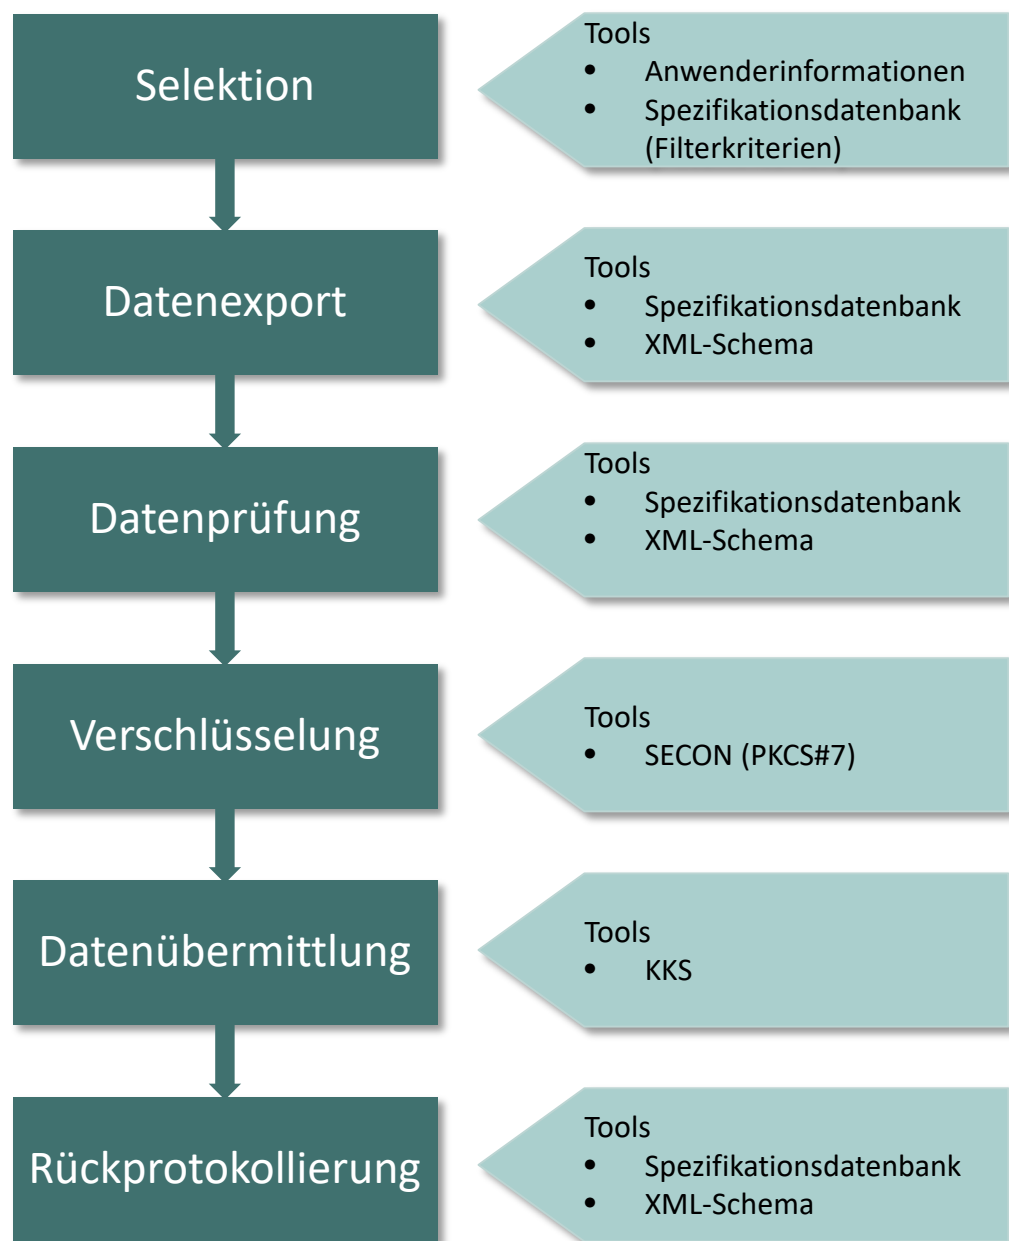 Selektion
Tools
• Anwenderinformationen
• Spezifikationsdatenbank
(Filterkriterien)
Datenexport
Tools
• Spezifikationsdatenbank
• XML-Schema
Datenprüfung
Tools
• Spezifikationsdatenbank
• XML-Schema
Verschlüsselung
Tools
• SECON (PKCS#7)
Datenübermittlung
Tools
• KKS
Rückprotokollierung
Tools
• Spezifikationsdatenbank
• XML-Schema